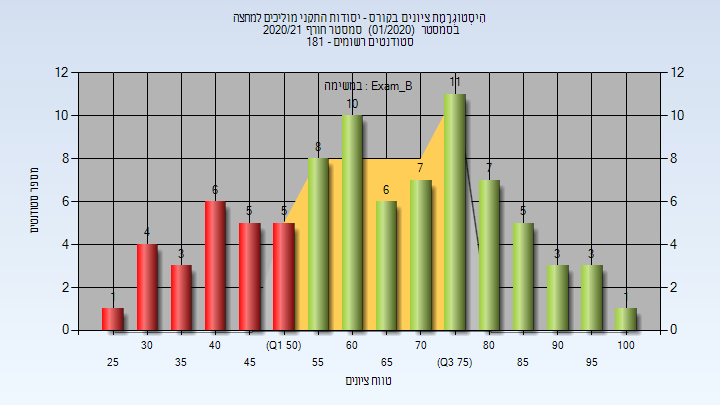 היסטוגרמת ציונים בקורס - יסודות התקני מוליכים למחצה
בסמסטר (01/2020) סמסטר חורף 2020/21
סטודנטים רשומים - 181
במשימה : Exam_B
מספר סטודנטים
12 12
10 10
8 8
6 6
4 4
2 2
0 0
1 4 3 6 5 5 8 10 6 7 11 7 5 3 3 1
30 40 (Q1 50) 60 70 80 90 100
25 35 45 55 65 (Q3 75) 85 95
טווח ציונים